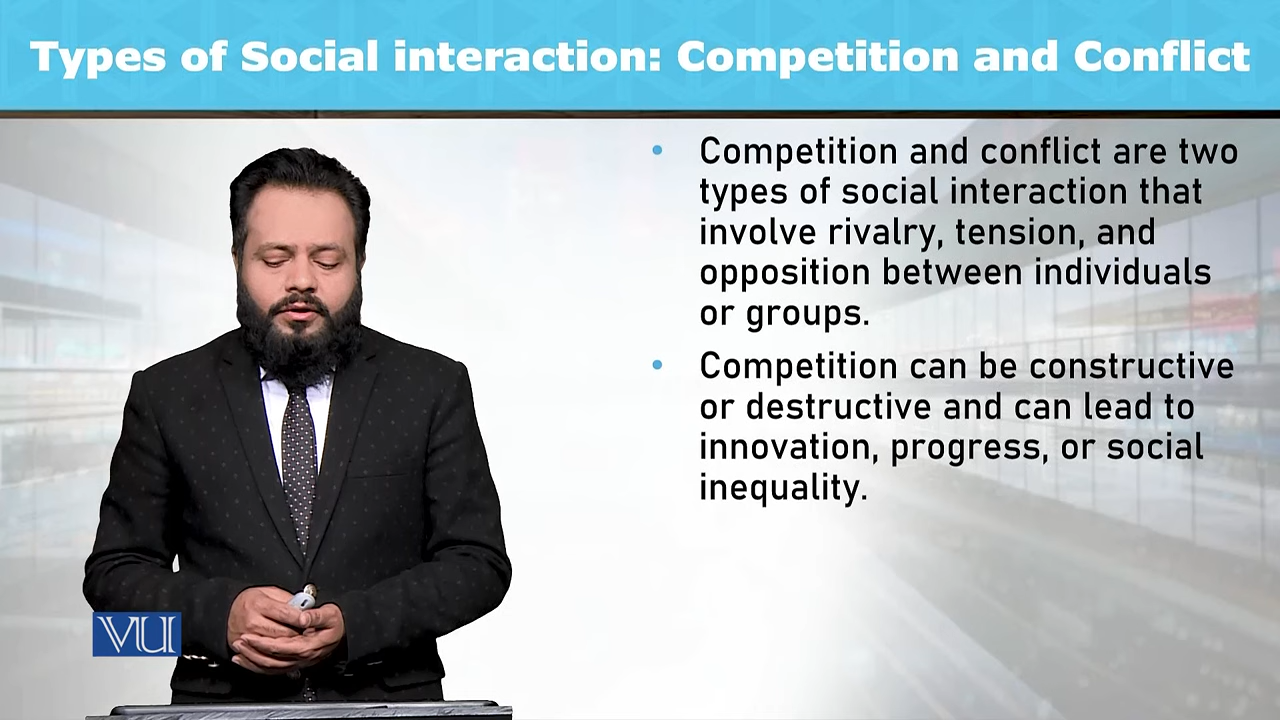 Types of Social interaction: Competition and Conflict
• Competition and conflict are two
types of social interaction that
involve rivalry, tension, and
opposition between individuals
or groups.
• Competition can be constructive
or destructive and can lead to
innovation, progress, or social
inequality.
VU